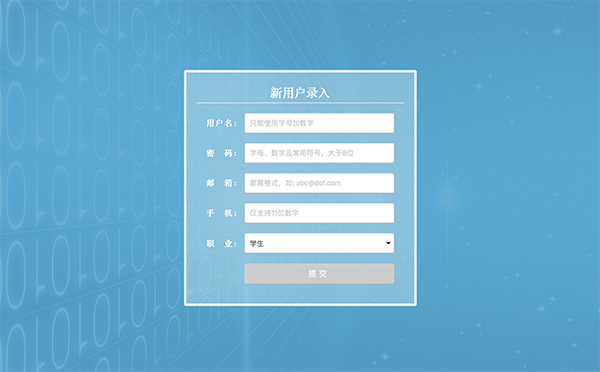 新用户录入
用户名： 只能使用字母加数字
密 码： 字母、数字及常用符号，大于8位
邮 箱： 邮箱格式，如: abc@def.com
手 机： 仅支持11位数字
职 业： 学生
提 交